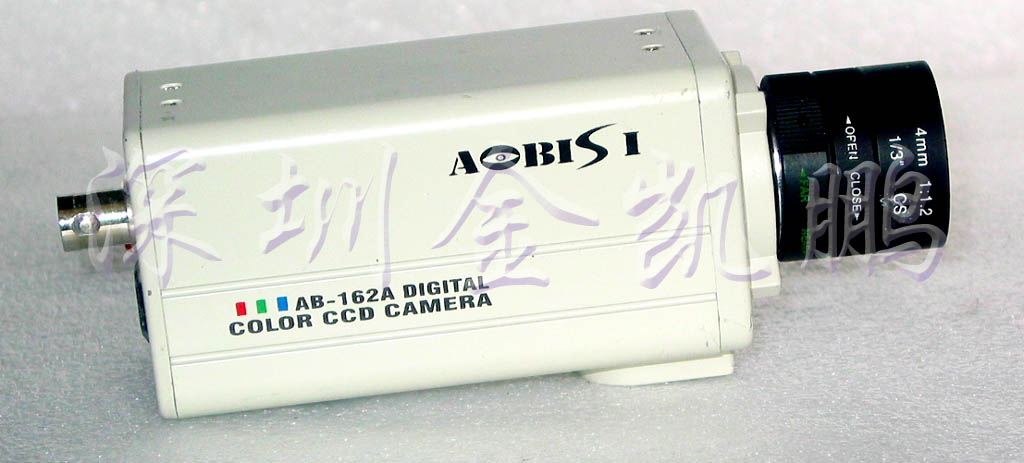 AOBISI
深圳金凯鹏
AB-162A DIGITAL
COLOR CCD CAMERA
4mm 1:1.2
1/3" CS
◄OPEN CLOSE►
◄FAR